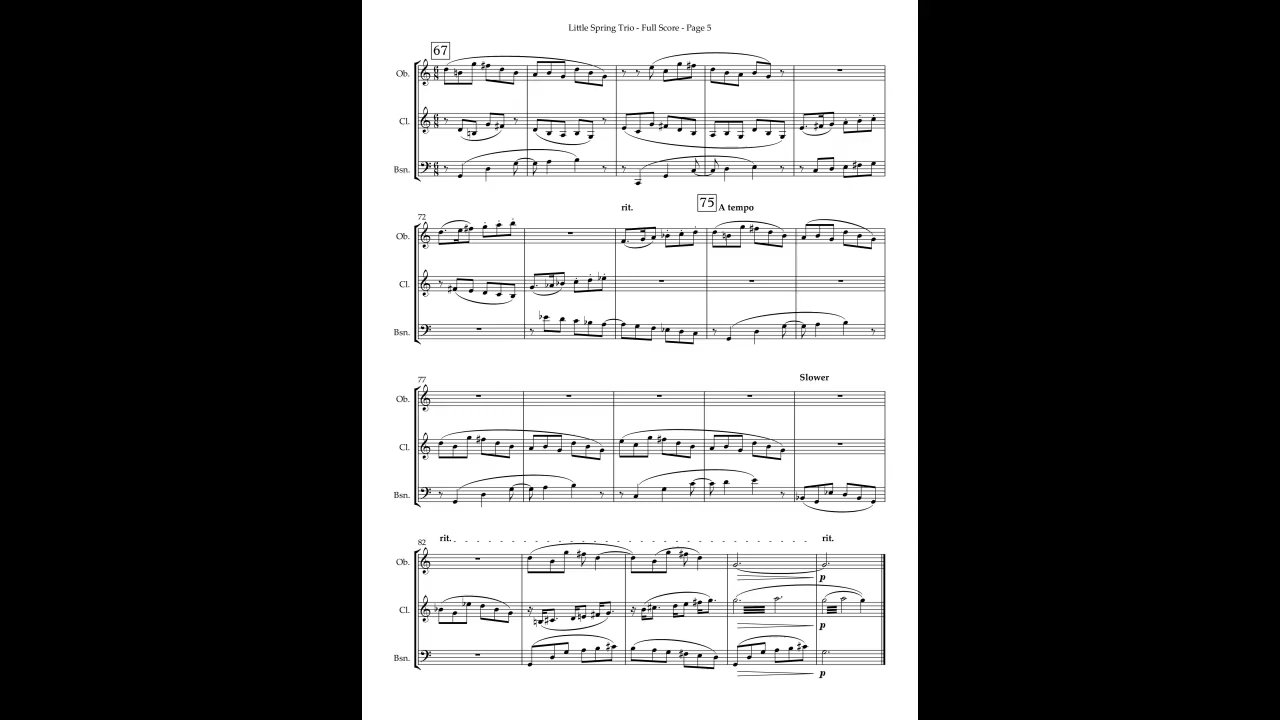 Little Spring Trio - Full Score - Page 5
67
Ob.
Cl.
Bsn.
72
rit.
75 A tempo
Ob.
Cl.
Bsn.
77
Slower
Ob.
Cl.
Bsn.
82
rit.
rit.
Ob.
p
Cl.
p
Bsn.
p